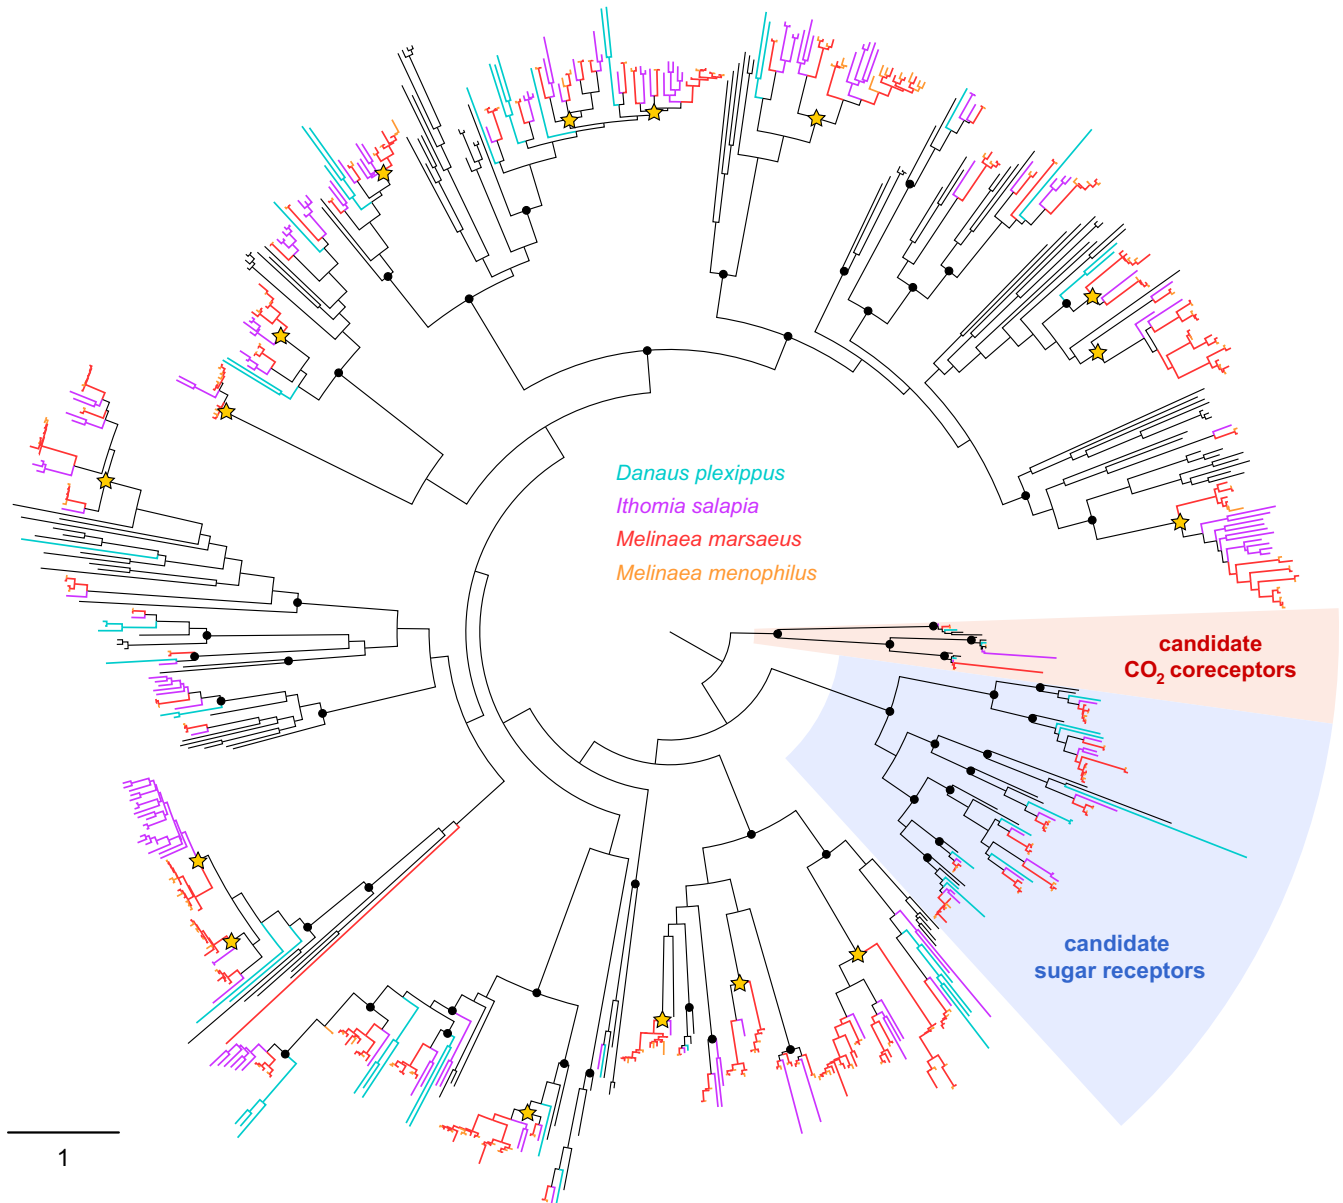 Danaus plexippus
Ithomia salapia
Melinaea marsaeus
Melinaea menophilus
candidate
CO₂ coreceptors
candidate
sugar receptors
1